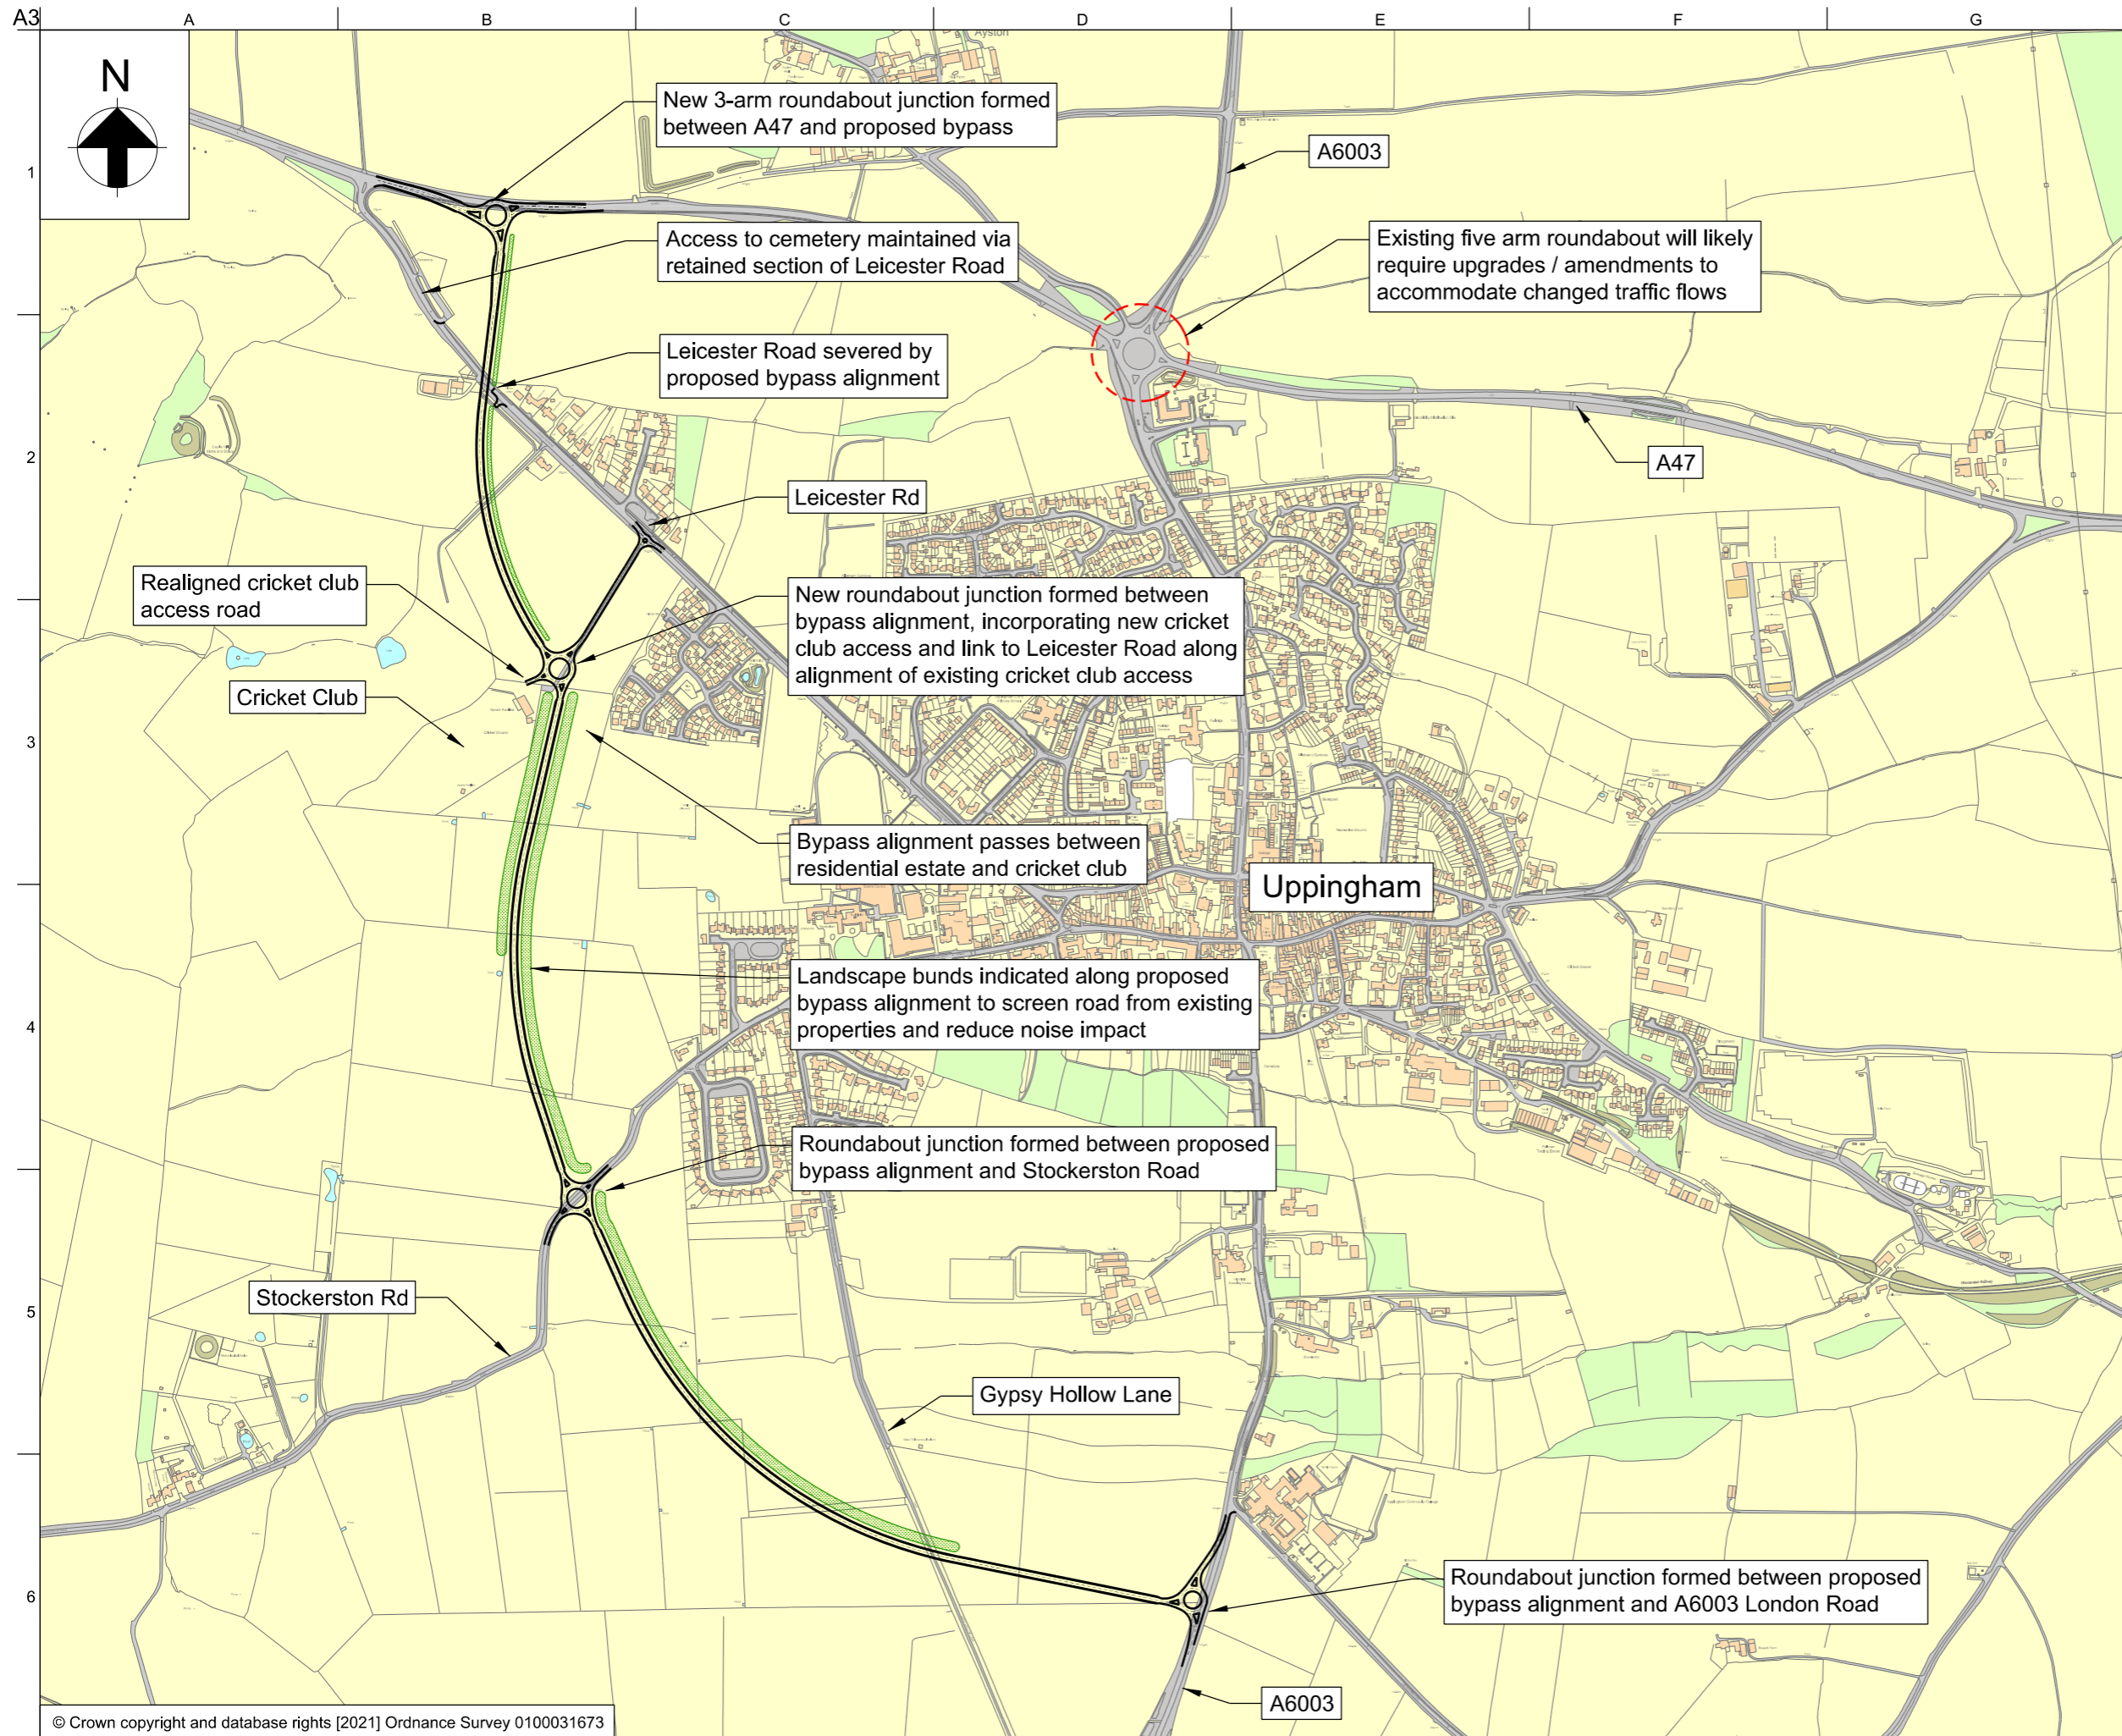 A3
A
B
C
D
E
F
G
Ayston
N
New 3-arm roundabout junction formed
between A47 and proposed bypass
A6003
1
Access to cemetery maintained via
retained section of Leicester Road
Existing five arm roundabout will likely
require upgrades / amendments to
accommodate changed traffic flows
Leicester Road severed by
proposed bypass alignment
2
A47
Leicester Rd
Realigned cricket club
access road
New roundabout junction formed between
bypass alignment, incorporating new cricket
club access and link to Leicester Road along
alignment of existing cricket club access
Cricket Club
3
Bypass alignment passes between
residential estate and cricket club
Uppingham
Landscape bunds indicated along proposed
bypass alignment to screen road from existing
properties and reduce noise impact
4
Roundabout junction formed between proposed
bypass alignment and Stockerston Road
Stockerston Rd
5
Gypsy Hollow Lane
Roundabout junction formed between proposed
bypass alignment and A6003 London Road
6
A6003
© Crown copyright and database rights [2021] Ordnance Survey 0100031673